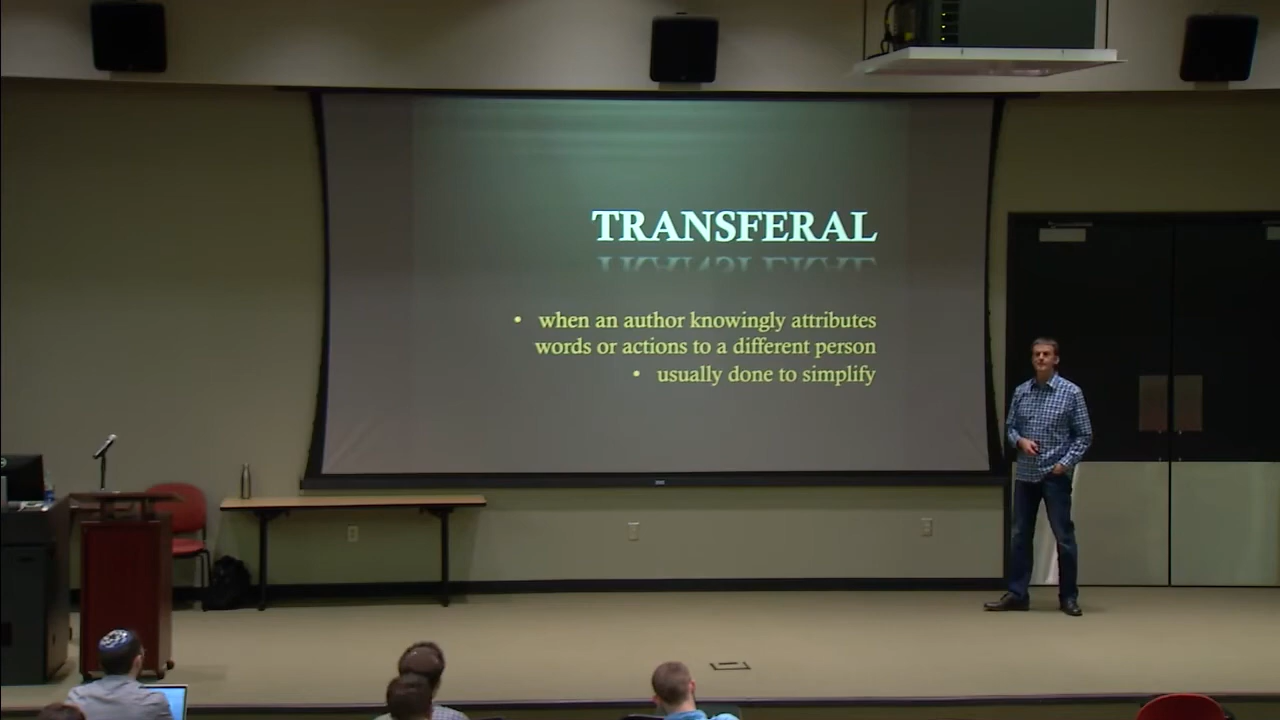 TRANSFERAL
• when an author knowingly attributes
words or actions to a different person
• usually done to simplify